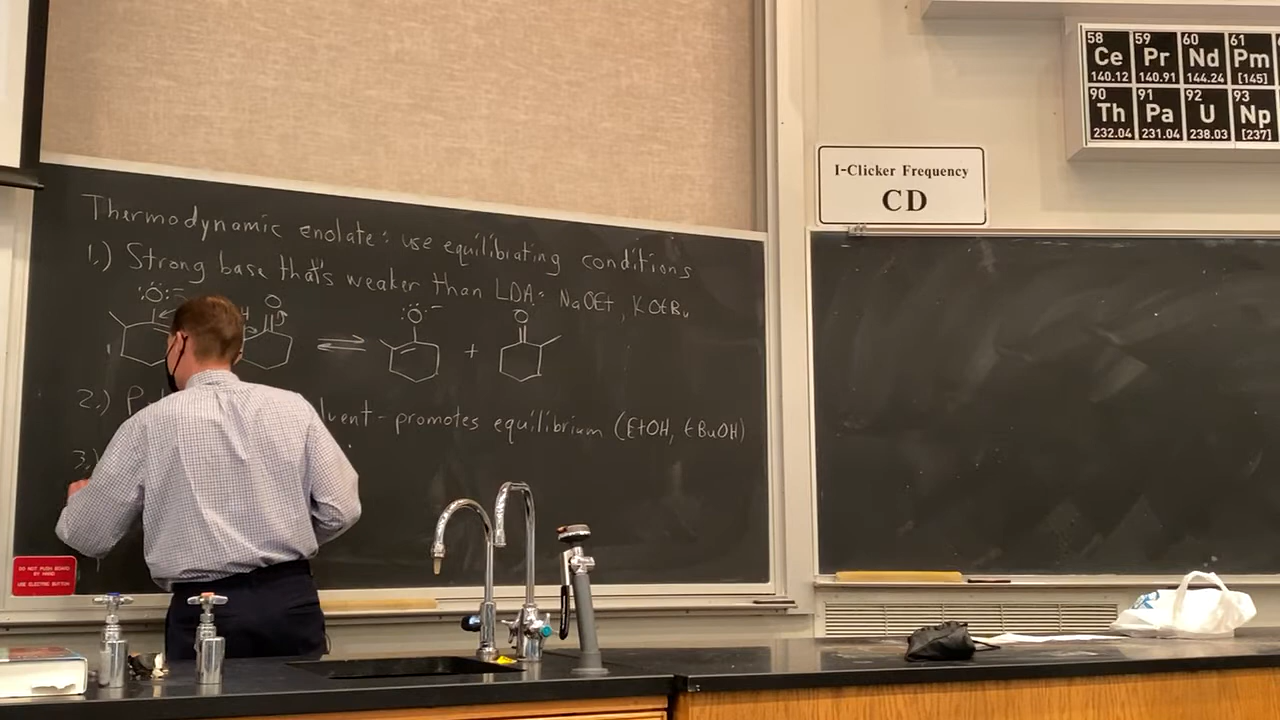 Thermodynamic enolate: use equilibrating conditions
1.) Strong base that's weaker than LDA: NaOEt, KOtBu
:Ö: − O
H
:Ö: − O
⇌ +
2.) - promotes equilibrium (EtOH, tBuOH)
3.)
DO NOT PUSH BOARD
BY HAND
USE ELECTRIC BUTTON
I-Clicker Frequency
CD
58 59 60 61
Ce Pr Nd Pm
140.12 140.91 144.24 [145]
90 91 92 93
Th Pa U Np
232.04 231.04 238.03 [237]